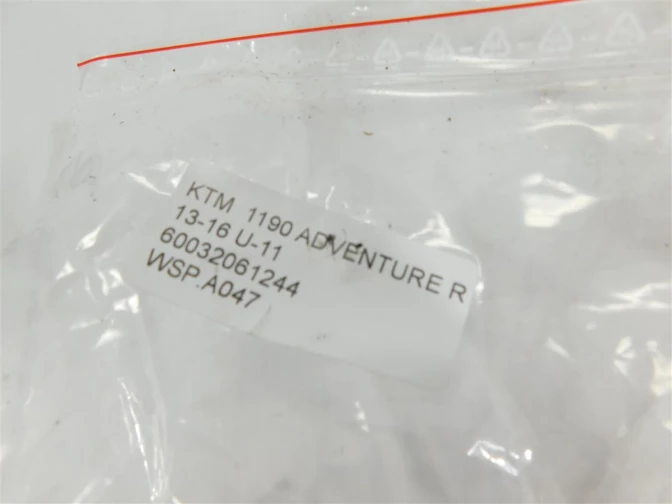 KTM 1190 ADVENTURE R
13-16 U-11
60032061244
WSP.A047